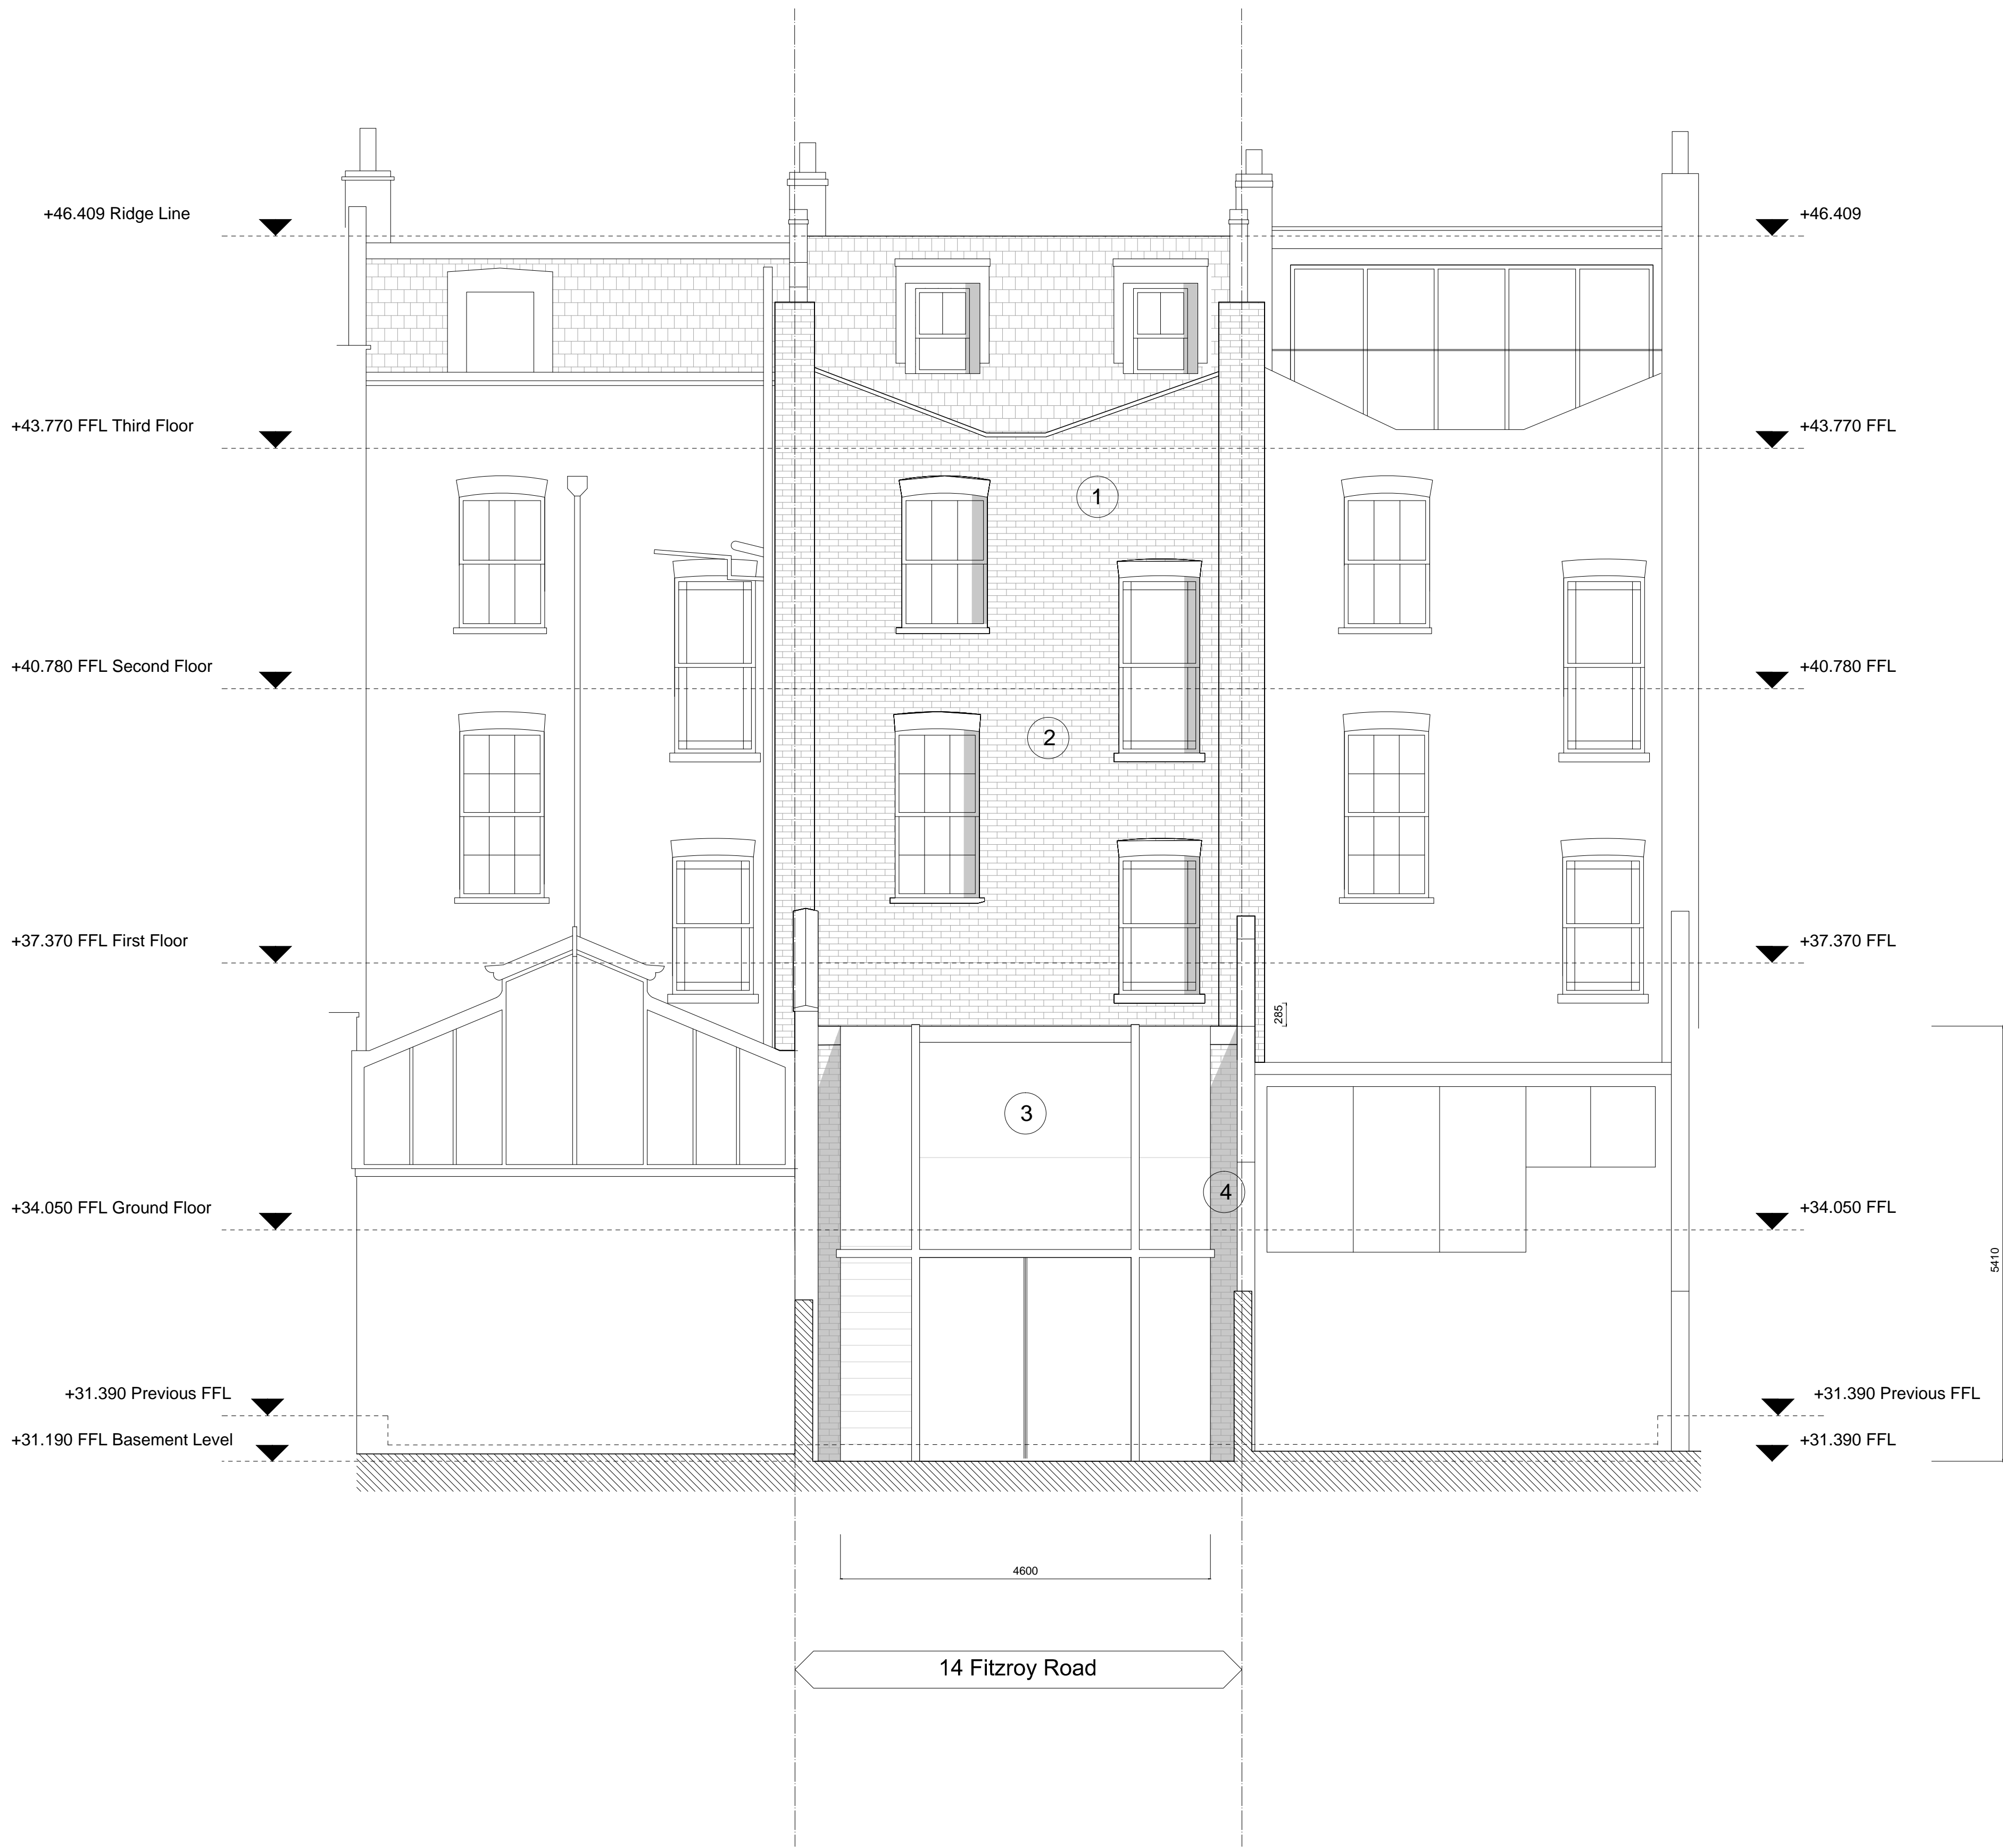 +46.409 Ridge Line
+46.409
+43.770 FFL Third Floor
+43.770 FFL
1
+40.780 FFL Second Floor
+40.780 FFL
2
+37.370 FFL First Floor
+37.370 FFL
285
3
4
+34.050 FFL Ground Floor
+34.050 FFL
5410
+31.390 Previous FFL
+31.390 Previous FFL
+31.190 FFL Basement Level
+31.390 FFL
4600
14 Fitzroy Road